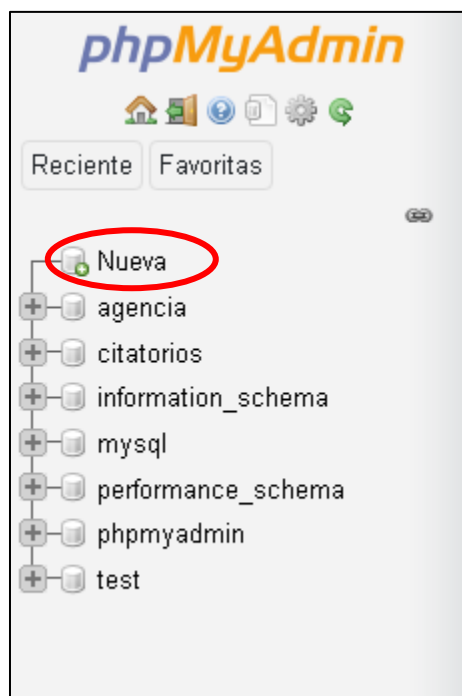 phpMyAdmin
Reciente Favoritas
Nueva
agencia
citatorios
information_schema
mysql
performance_schema
phpmyadmin
test